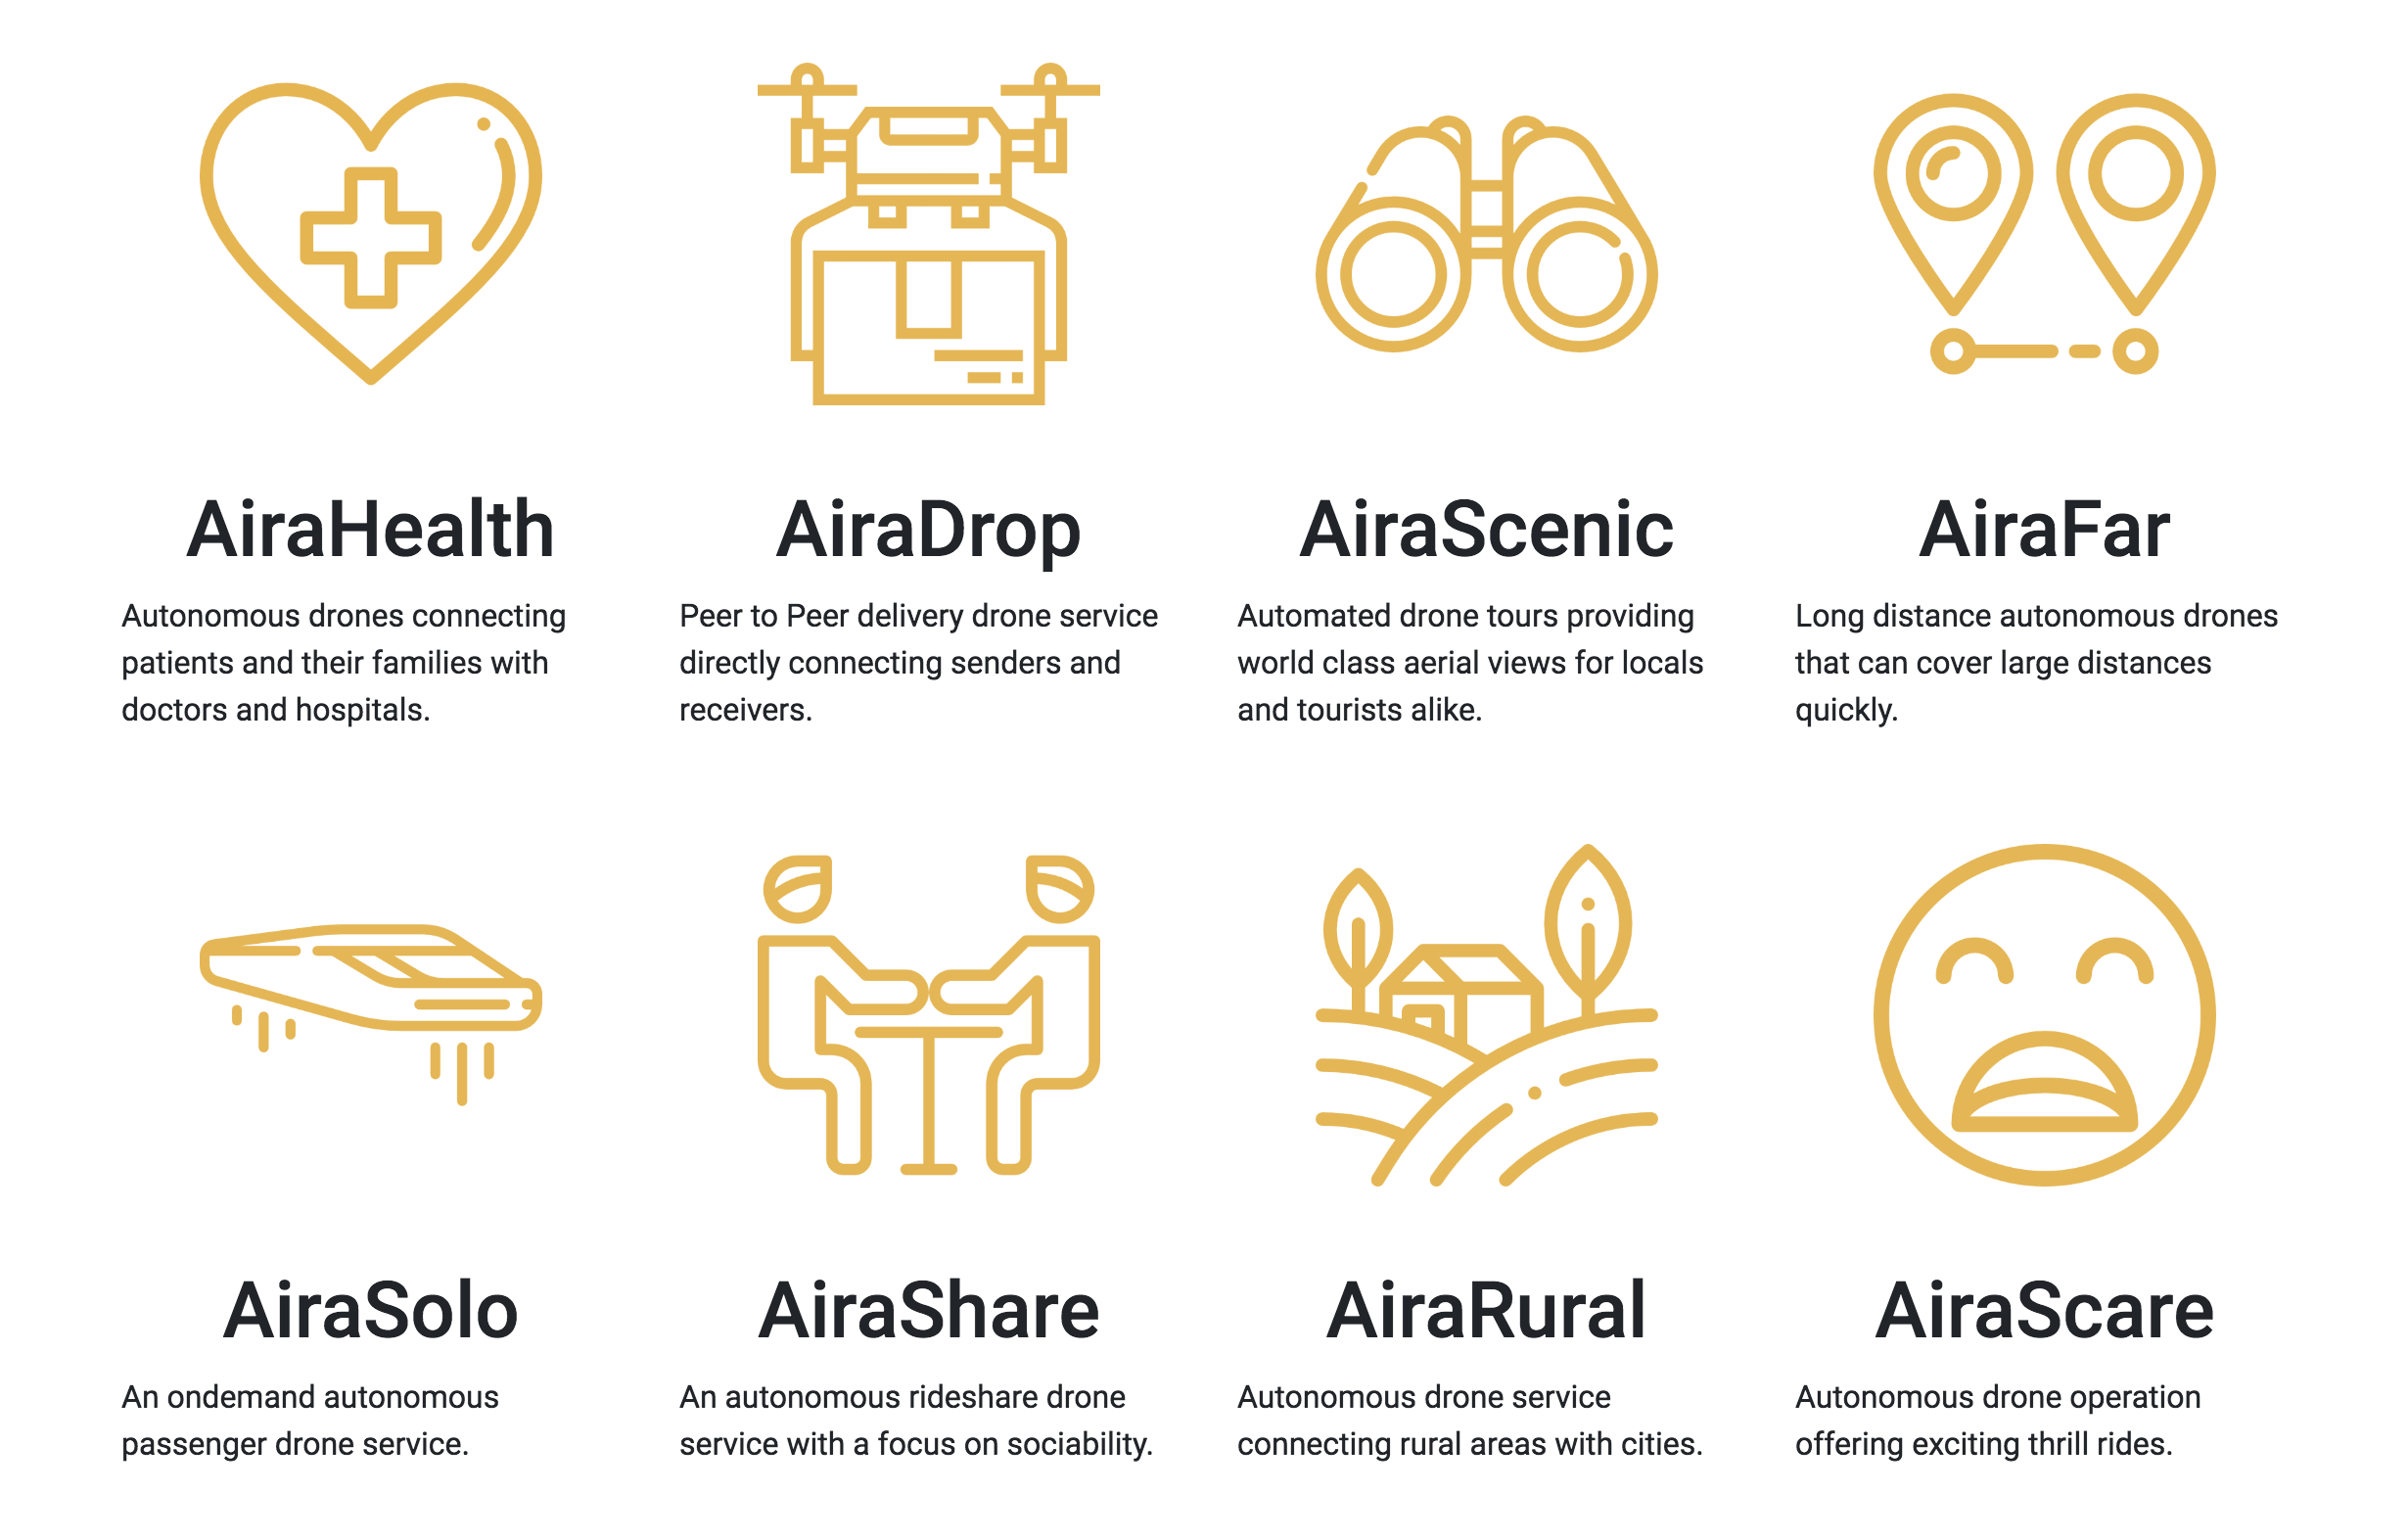 AiraHealth
Autonomous drones connecting
patients and their families with
doctors and hospitals.
AiraDrop
Peer to Peer delivery drone service
directly connecting senders and
receivers.
AiraScenic
Automated drone tours providing
world class aerial views for locals
and tourists alike.
AiraFar
Long distance autonomous drones
that can cover large distances
quickly.
AiraSolo
An ondemand autonomous
passenger drone service.
AiraShare
An autonomous rideshare drone
service with a focus on sociability.
AiraRural
Autonomous drone service
connecting rural areas with cities.
AiraScare
Autonomous drone operation
offering exciting thrill rides.